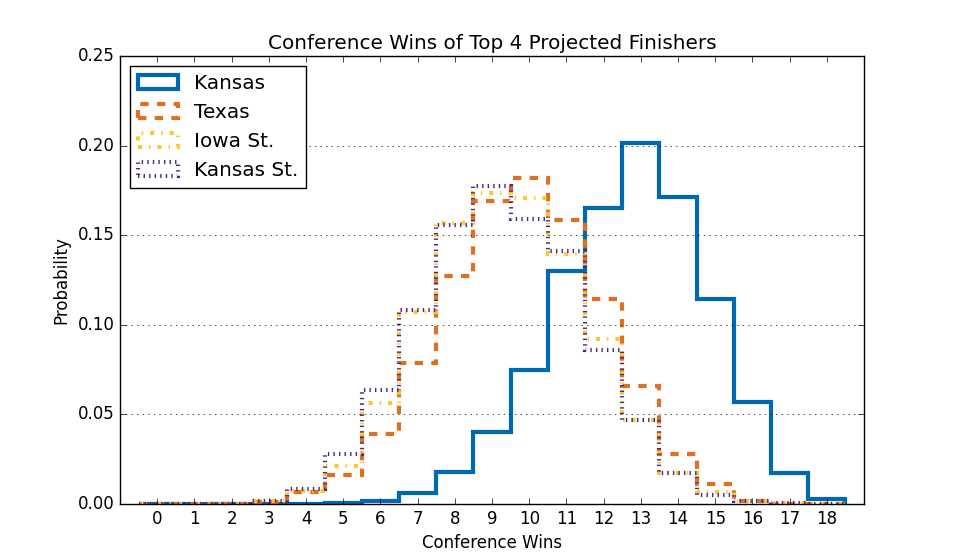 Conference Wins of Top 4 Projected Finishers
0.25
0.20
0.15
0.10
0.05
0.00
Probability
Kansas
Texas
Iowa St.
Kansas St.
0 1 2 3 4 5 6 7 8 9 10 11 12 13 14 15 16 17 18
Conference Wins